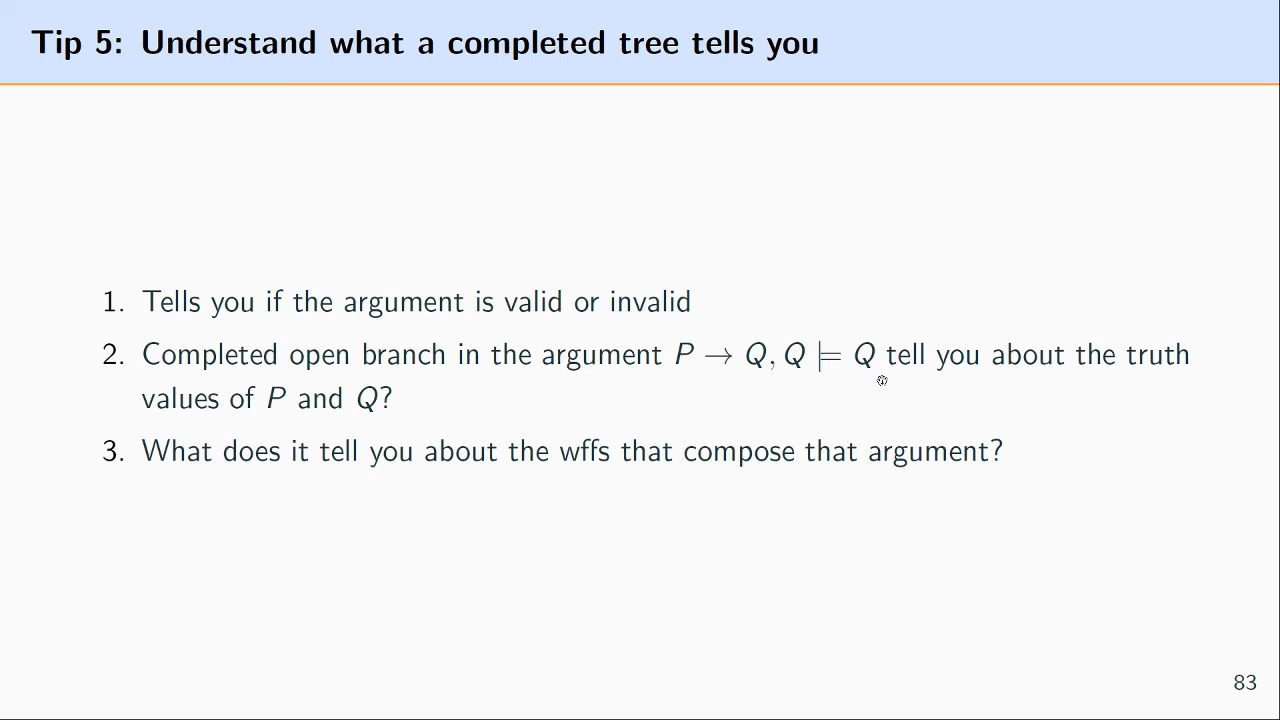 Tip 5: Understand what a completed tree tells you
1. Tells you if the argument is valid or invalid
2. Completed open branch in the argument P → Q, Q ⊨ Q tell you about the truth
values of P and Q?
3. What does it tell you about the wffs that compose that argument?
83